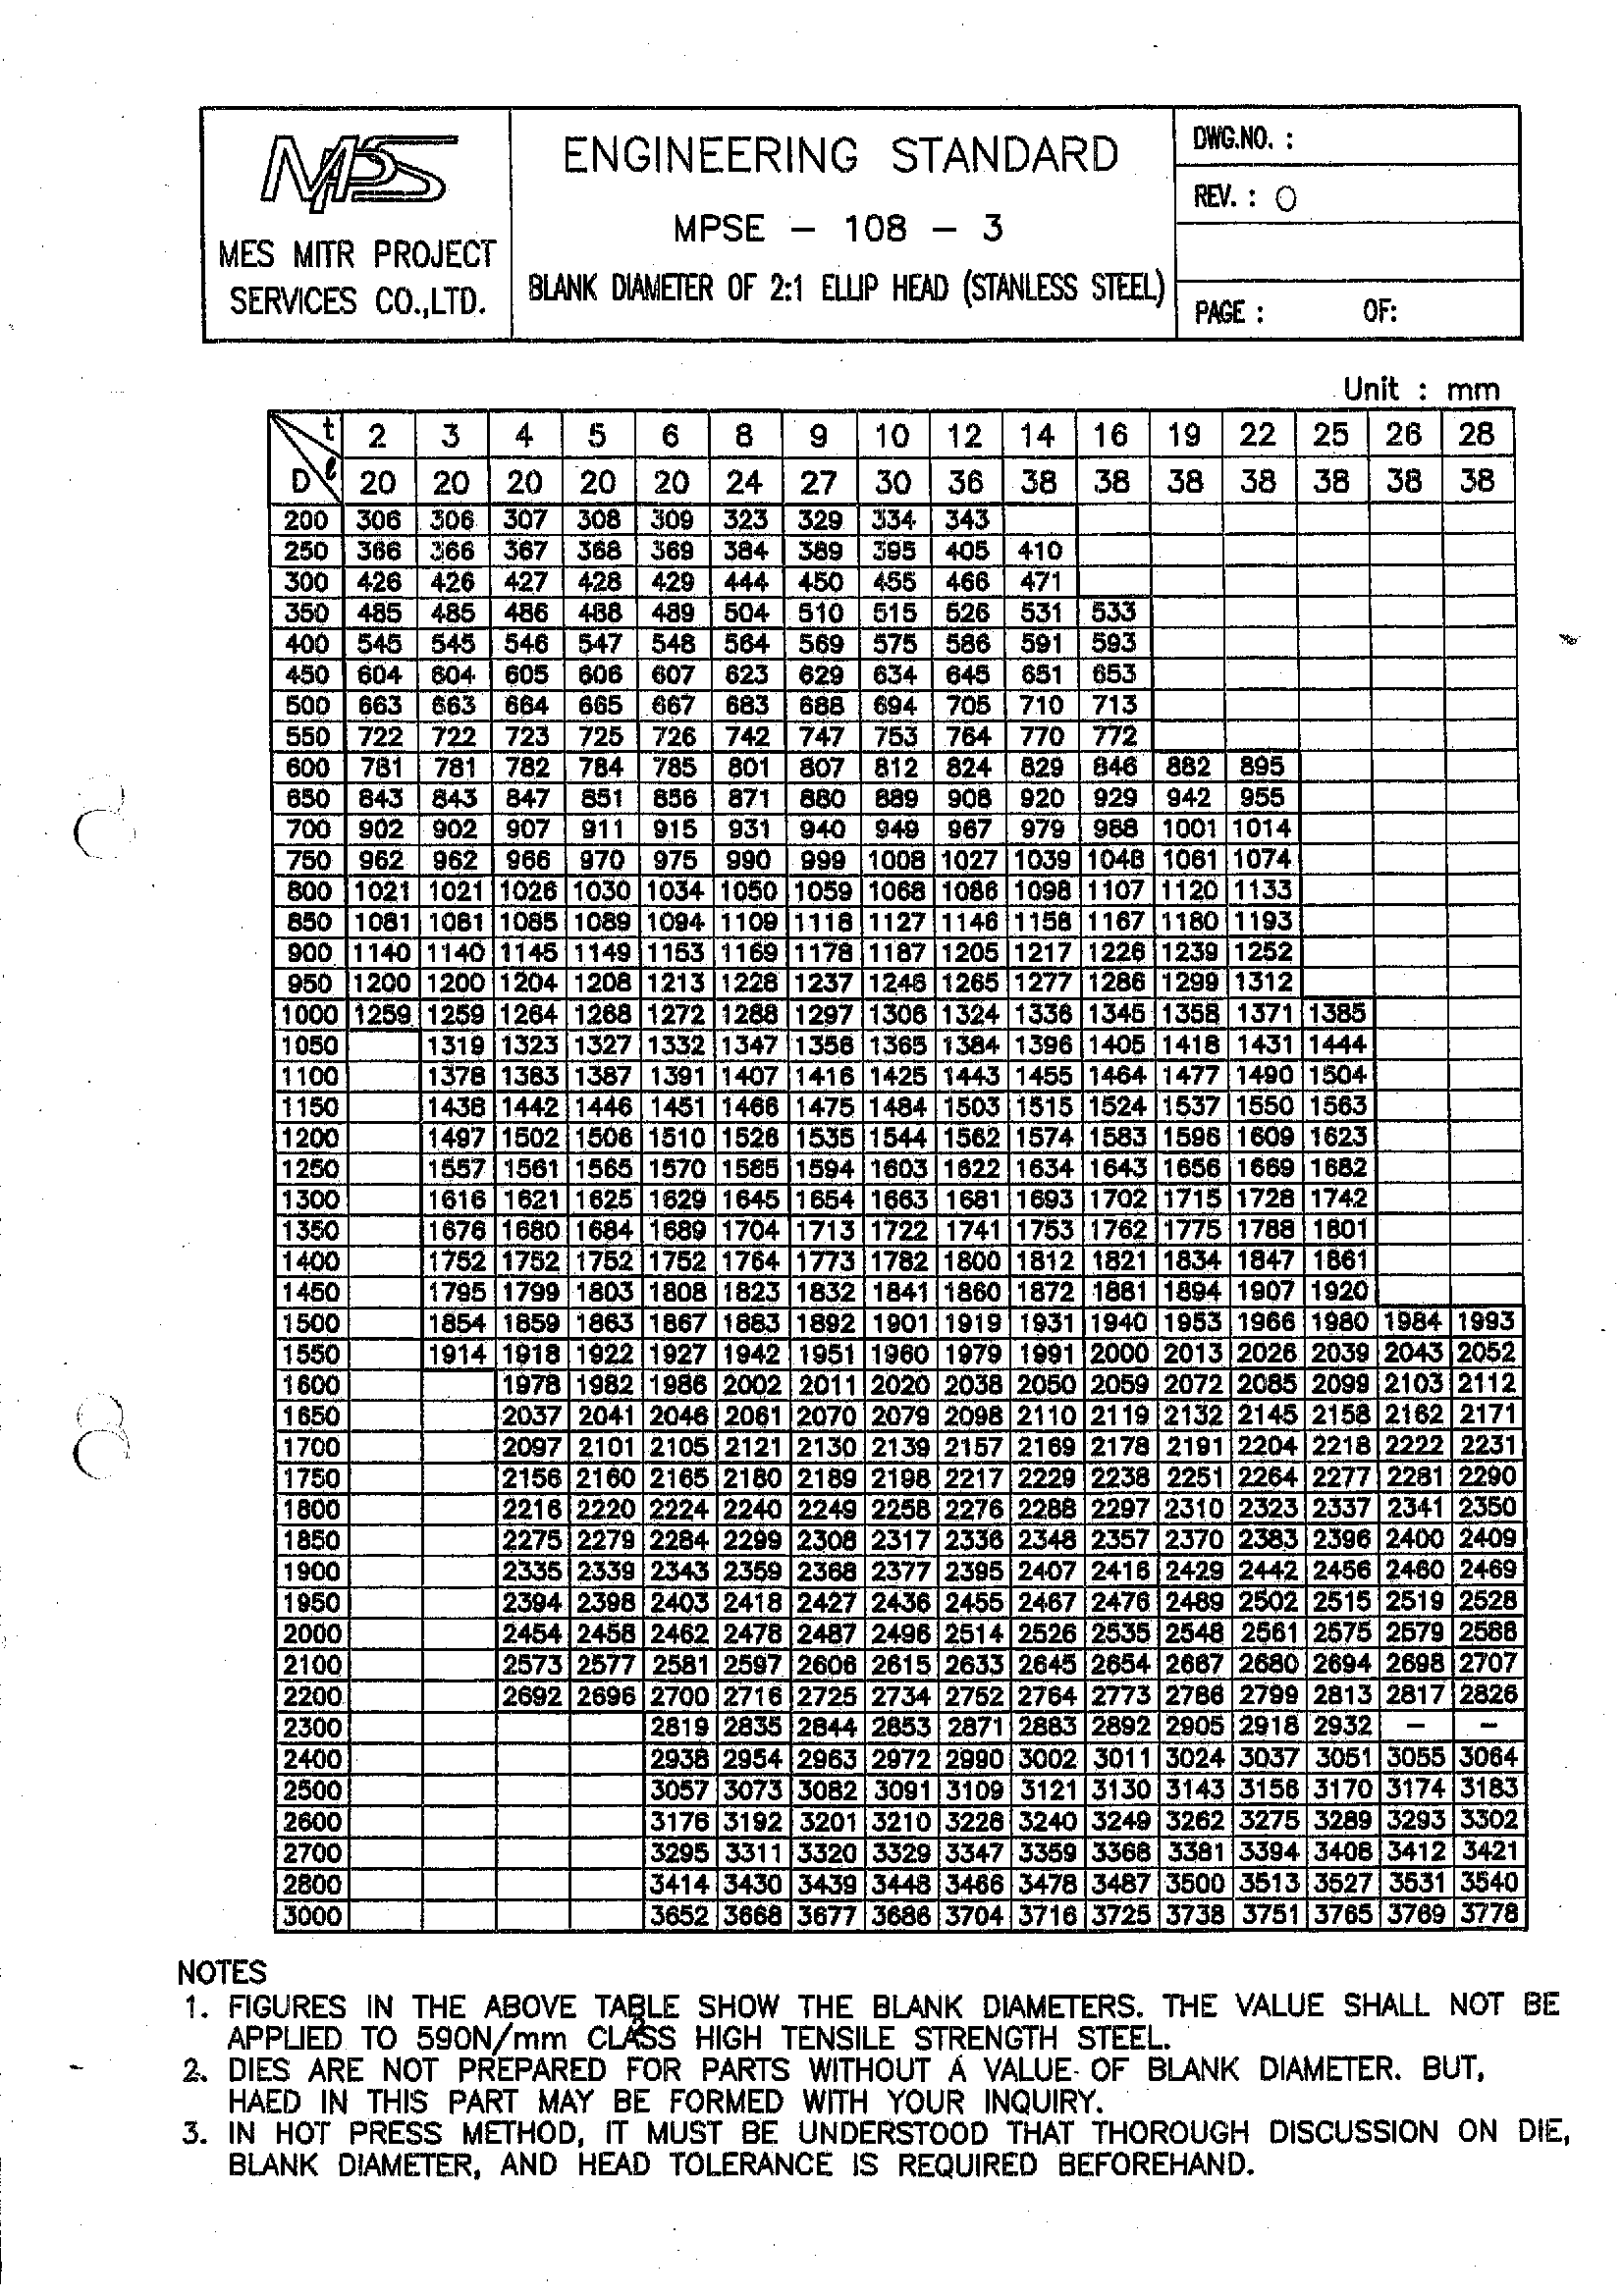 MPS
MES MITR PROJECT
SERVICES CO.,LTD.
ENGINEERING STANDARD
MPSE - 108 - 3
BLANK DIAMETER OF 2:1 ELLIP HEAD (STANLESS STEEL)
DWG.NO. :
REV. : 0
PAGE : OF:
Unit : mm
t 2 3 4 5 6 8 9 10 12 14 16 19 22 25 26 28
D ℓ 20 20 20 20 20 24 27 30 36 38 38 38 38 38 38 38
200 306 306 307 308 309 323 329 334 343
250 366 366 367 368 369 384 389 395 405 410
300 426 426 427 428 429 444 450 455 466 471
350 485 485 486 488 489 504 510 515 526 531 533
400 545 545 546 547 548 564 569 575 586 591 593
450 604 604 605 606 607 623 629 634 645 651 653
500 663 663 664 665 667 683 688 694 705 710 713
550 722 722 723 725 726 742 747 753 764 770 772
600 781 781 782 784 785 801 807 812 824 829 846 882 895
650 843 843 847 851 856 871 880 889 908 920 929 942 955
700 902 902 907 911 915 931 940 949 967 979 988 1001 1014
750 962 962 966 970 975 990 999 1008 1027 1039 1048 1061 1074
800 1021 1021 1026 1030 1034 1050 1059 1068 1086 1098 1107 1120 1133
850 1081 1081 1085 1089 1094 1109 1118 1127 1146 1158 1167 1180 1193
900 1140 1140 1145 1149 1153 1169 1178 1187 1205 1217 1226 1239 1252
950 1200 1200 1204 1208 1213 1228 1237 1246 1265 1277 1286 1299 1312
1000 1259 1259 1264 1268 1272 1288 1297 1306 1324 1336 1345 1358 1371 1385
1050 1319 1323 1327 1332 1347 1356 1365 1384 1396 1405 1418 1431 1444
1100 1378 1383 1387 1391 1407 1416 1425 1443 1455 1464 1477 1490 1504
1150 1438 1442 1446 1451 1466 1475 1484 1503 1515 1524 1537 1550 1563
1200 1497 1502 1506 1510 1526 1535 1544 1562 1574 1583 1596 1609 1623
1250 1557 1561 1565 1570 1585 1594 1603 1622 1634 1643 1656 1669 1682
1300 1616 1621 1625 1629 1645 1654 1663 1681 1693 1702 1715 1728 1742
1350 1676 1680 1684 1689 1704 1713 1722 1741 1753 1762 1775 1788 1801
1400 1752 1752 1752 1752 1764 1773 1782 1800 1812 1821 1834 1847 1861
1450 1795 1799 1803 1808 1823 1832 1841 1860 1872 1881 1894 1907 1920
1500 1854 1859 1863 1867 1883 1892 1901 1919 1931 1940 1953 1966 1980 1984 1993
1550 1914 1918 1922 1927 1942 1951 1960 1979 1991 2000 2013 2026 2039 2043 2052
1600 1978 1982 1986 2002 2011 2020 2038 2050 2059 2072 2085 2099 2103 2112
1650 2037 2041 2046 2061 2070 2079 2098 2110 2119 2132 2145 2158 2162 2171
1700 2097 2101 2105 2121 2130 2139 2157 2169 2178 2191 2204 2218 2222 2231
1750 2156 2160 2165 2180 2189 2198 2217 2229 2238 2251 2264 2277 2281 2290
1800 2216 2220 2224 2240 2249 2258 2276 2288 2297 2310 2323 2337 2341 2350
1850 2275 2279 2284 2299 2308 2317 2336 2348 2357 2370 2383 2396 2400 2409
1900 2335 2339 2343 2359 2368 2377 2395 2407 2416 2429 2442 2456 2460 2469
1950 2394 2398 2403 2418 2427 2436 2455 2467 2476 2489 2502 2515 2519 2528
2000 2454 2458 2462 2478 2487 2496 2514 2526 2535 2548 2561 2575 2579 2588
2100 2573 2577 2581 2597 2606 2615 2633 2645 2654 2667 2680 2694 2698 2707
2200 2692 2696 2700 2716 2725 2734 2752 2764 2773 2786 2799 2813 2817 2826
2300 2819 2835 2844 2853 2871 2883 2892 2905 2918 2932 - -
2400 2938 2954 2963 2972 2990 3002 3011 3024 3037 3051 3055 3064
2500 3057 3073 3082 3091 3109 3121 3130 3143 3156 3170 3174 3183
2600 3176 3192 3201 3210 3228 3240 3249 3262 3275 3289 3293 3302
2700 3295 3311 3320 3329 3347 3359 3368 3381 3394 3408 3412 3421
2800 3414 3430 3439 3448 3466 3478 3487 3500 3513 3527 3531 3540
3000 3652 3668 3677 3686 3704 3716 3725 3738 3751 3765 3769 3778
NOTES
1. FIGURES IN THE ABOVE TABLE SHOW THE BLANK DIAMETERS. THE VALUE SHALL NOT BE
APPLIED TO 590N/mm² CLASS HIGH TENSILE STRENGTH STEEL.
2. DIES ARE NOT PREPARED FOR PARTS WITHOUT A VALUE OF BLANK DIAMETER. BUT,
HAED IN THIS PART MAY BE FORMED WITH YOUR INQUIRY.
3. IN HOT PRESS METHOD, IT MUST BE UNDERSTOOD THAT THOROUGH DISCUSSION ON DIE,
BLANK DIAMETER, AND HEAD TOLERANCE IS REQUIRED BEFOREHAND.